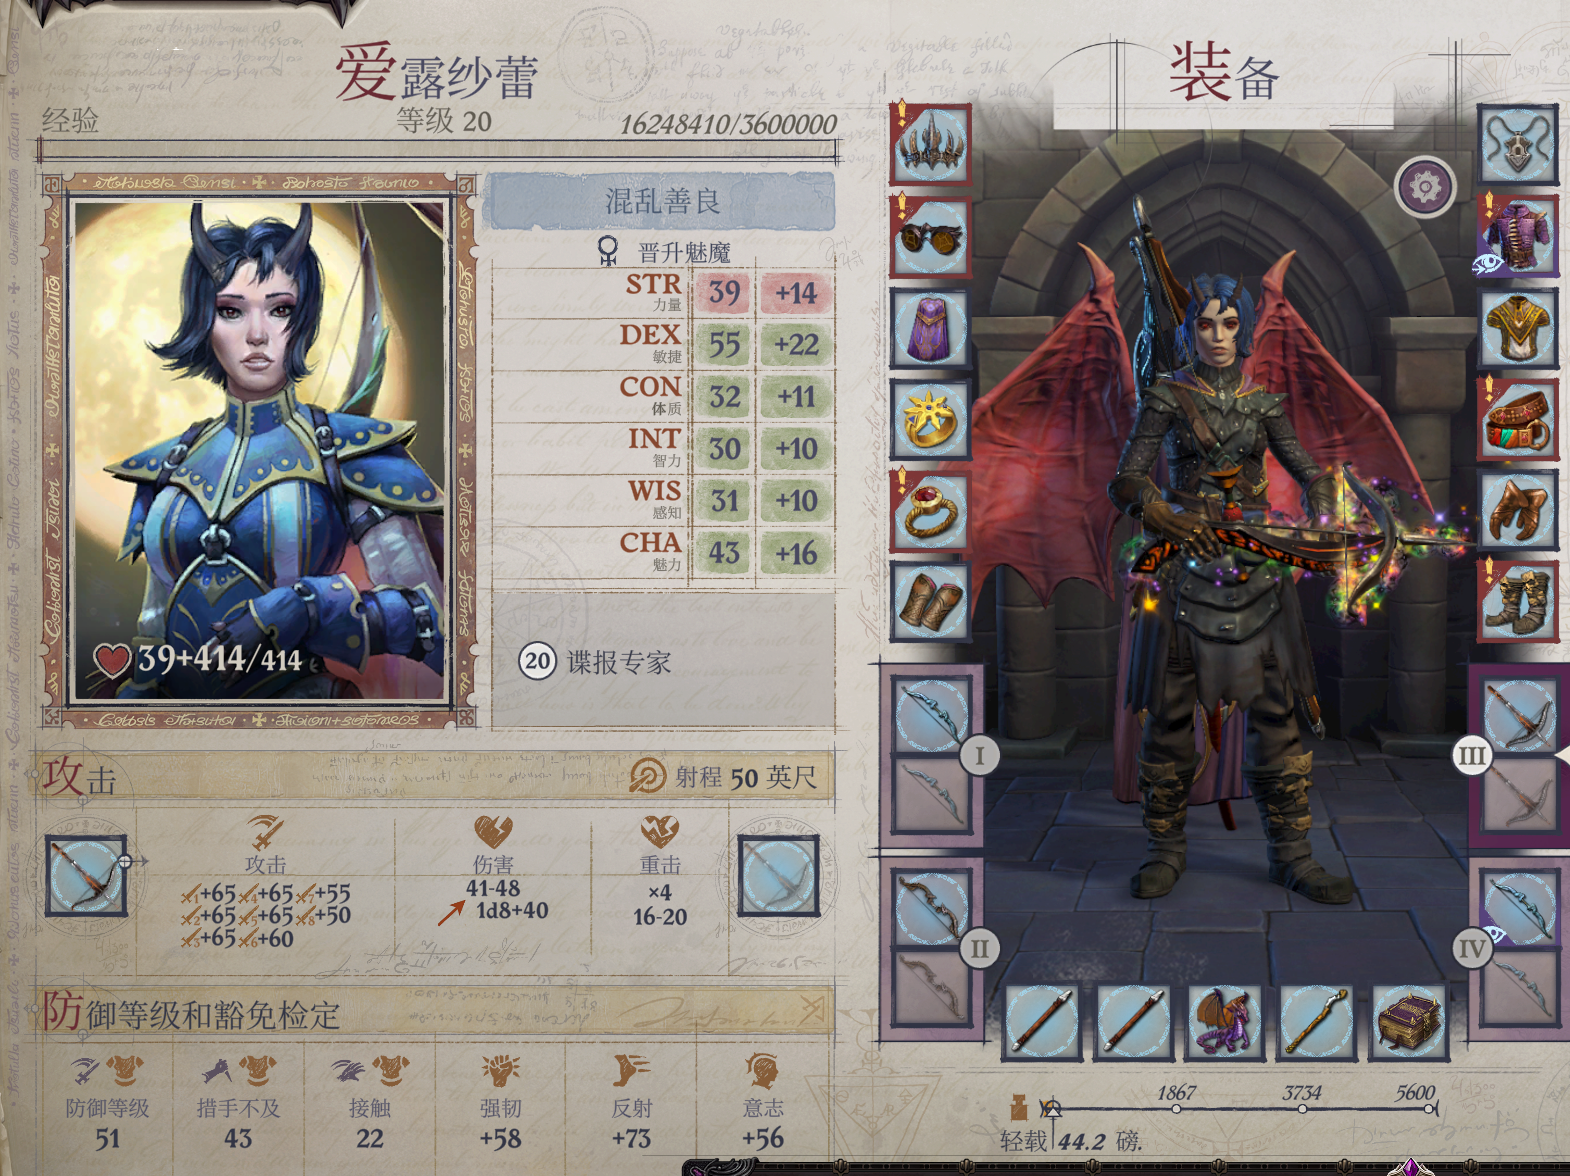 爱露纱蕾
经验
等级 20
16248410/3600000
混乱善良
晋升魅魔
STR 39 +14
力量
DEX 55 +22
敏捷
CON 32 +11
体质
INT 30 +10
智力
WIS 31 +10
感知
CHA 43 +16
魅力
39+414/414
20 谍报专家
攻击
射程 50 英尺
攻击
+65 +65 +55
+65 +65 +50
+65 +60
伤害
41-48
1d8+40
重击
×4
16-20
防御等级和豁免检定
防御等级
51
措手不及
43
接触
22
强韧
+58
反射
+73
意志
+56
装备
I
III
II
IV
1867
3734
5600
轻载 44.2 磅.